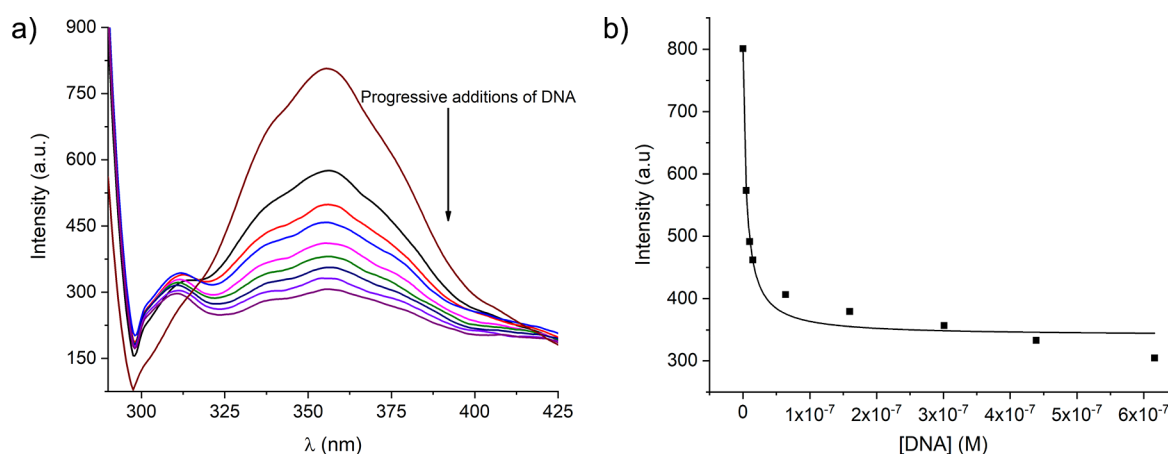 a)
900
750
600
450
300
150
Intensity (a.u.)
Progressive additions of DNA
300 325 350 375 400 425
λ (nm)
b)
800
700
600
500
400
300
Intensity (a.u)
0 1x10⁻⁷ 2x10⁻⁷ 3x10⁻⁷ 4x10⁻⁷ 5x10⁻⁷ 6x10⁻⁷
[DNA] (M)